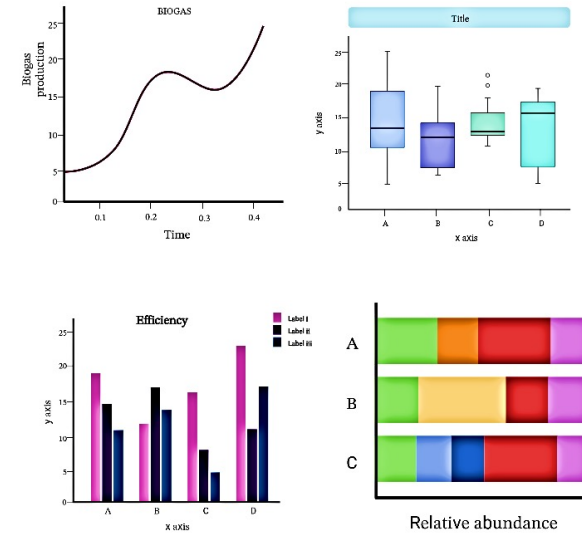 BIOGAS
Biogas
production
25
20
15
10
5
0
0.1 0.2 0.3 0.4
Time
Title
y axis
25
20
15
10
5
0
A B C D
x axis
Efficiency
Label i
Label ii
Label iii
y axis
25
20
15
10
5
0
A B C D
x axis
A
B
C
Relative abundance